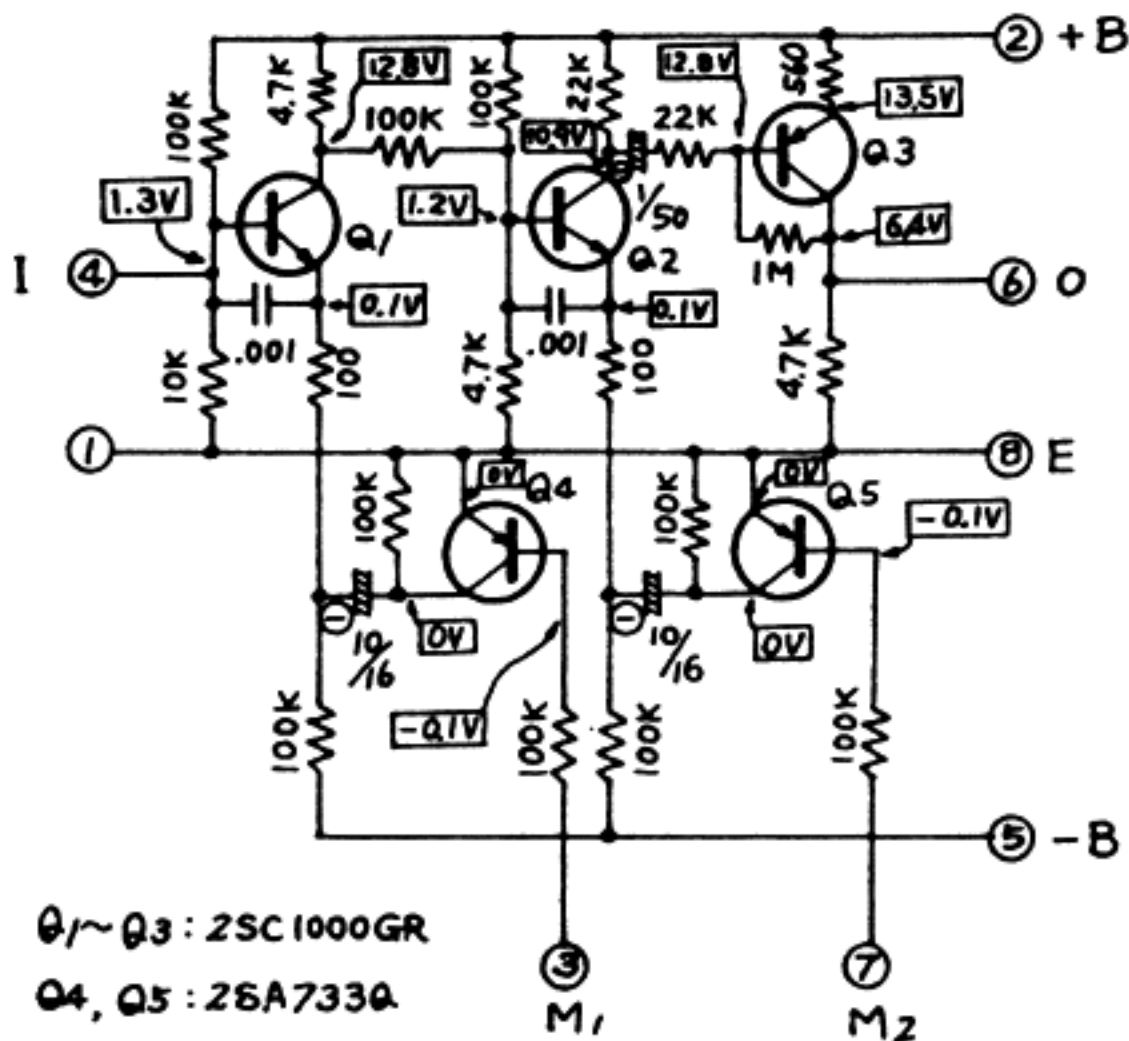 ② +B
4.7K
12.8V
100K
22K
12.8V
560
100K
100K
10.9V
22K
13.5V
Q3
1.3V
1.2V
1/50
6.4V
I ④
Q1
Q2
1M
⑥ O
0.1V
0.1V
.001
.001
10K
100
4.7K
100
4.7K
①
⑧ E
0V
Q4
0V
Q5
100K
100K
-0.1V
⊖
10/16
0V
⊖
10/16
0V
-0.1V
100K
100K
100K
100K
⑤ -B
Q1~Q3: 2SC1000GR
③
⑦
Q4, Q5: 2SA733Q
M1
M2